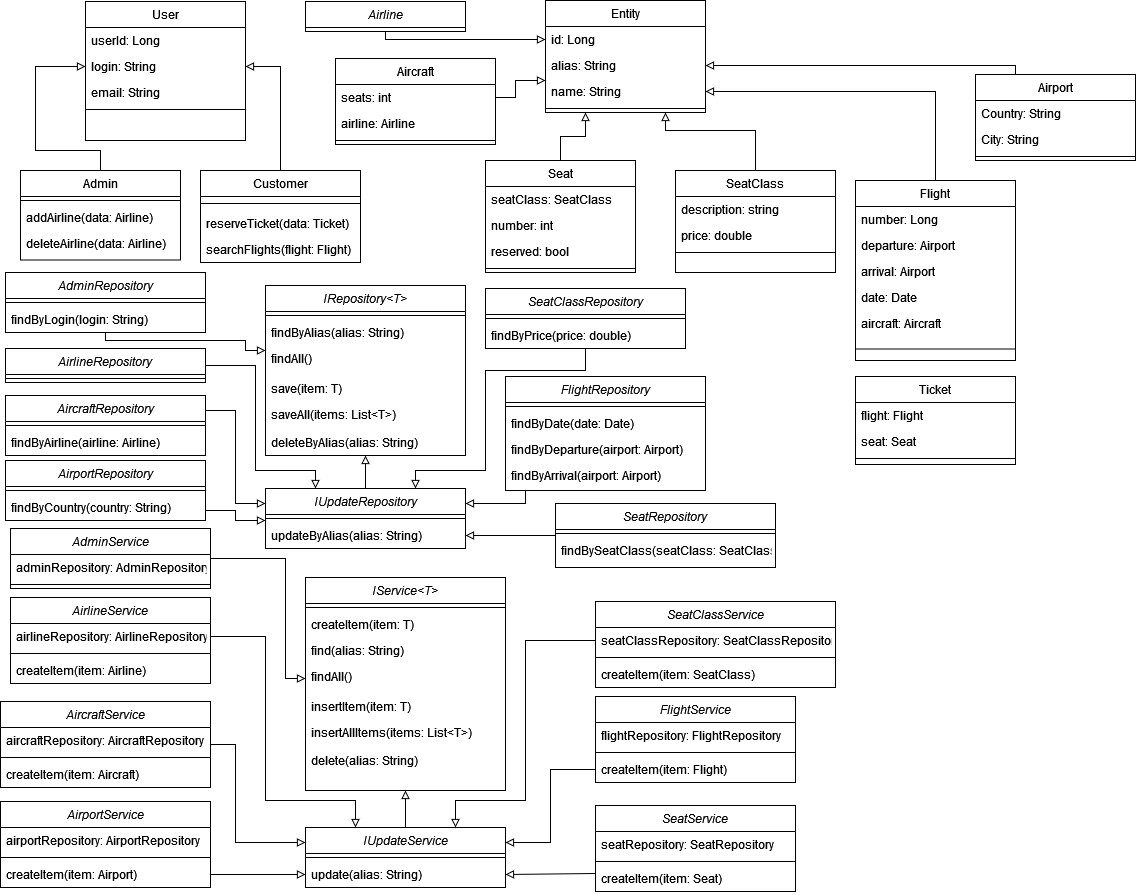 User
userId: Long
login: String
email: String
Airline
Entity
id: Long
alias: String
name: String
Aircraft
seats: int
airline: Airline
Airport
Country: String
City: String
Admin
addAirline(data: Airline)
deleteAirline(data: Airline)
Customer
reserveTicket(data: Ticket)
searchFlights(flight: Flight)
Seat
seatClass: SeatClass
number: int
reserved: bool
SeatClass
description: string
price: double
Flight
number: Long
departure: Airport
arrival: Airport
date: Date
aircraft: Aircraft
AdminRepository
findByLogin(login: String)
IRepository<T>
findByAlias(alias: String)
findAll()
save(item: T)
saveAll(items: List<T>)
deleteByAlias(alias: String)
SeatClassRepository
findByPrice(price: double)
AirlineRepository
FlightRepository
findByDate(date: Date)
findByDeparture(airport: Airport)
findByArrival(airport: Airport)
Ticket
flight: Flight
seat: Seat
AircraftRepository
findByAirline(airline: Airline)
AirportRepository
findByCountry(country: String)
IUpdateRepository
updateByAlias(alias: String)
SeatRepository
findBySeatClass(seatClass: SeatClas
AdminService
adminRepository: AdminRepository
IService<T>
createItem(item: T)
find(alias: String)
findAll()
insertItem(item: T)
insertAllItems(items: List<T>)
delete(alias: String)
AirlineService
airlineRepository: AirlineRepository
createItem(item: Airline)
SeatClassService
seatClassRepository: SeatClassRepositor
createItem(item: SeatClass)
AircraftService
aircraftRepository: AircraftRepository
createItem(item: Aircraft)
FlightService
flightRepository: FlightRepository
createItem(item: Flight)
AirportService
airportRepository: AirportRepository
createItem(item: Airport)
IUpdateService
update(alias: String)
SeatService
seatRepository: SeatRepository
createItem(item: Seat)